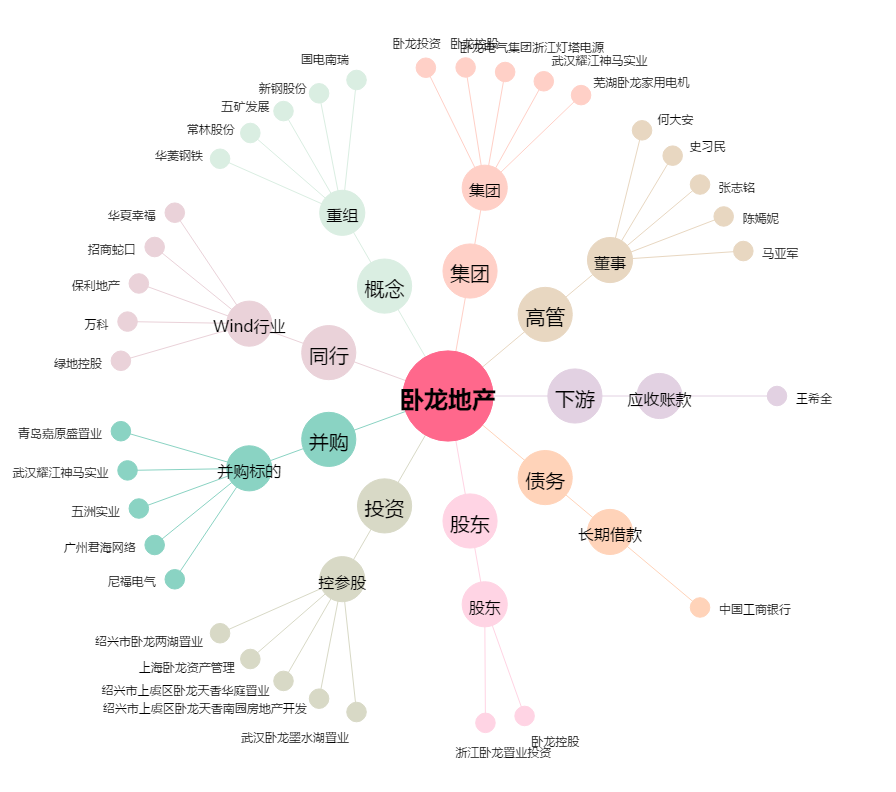 卧龙地产
集团
集团
卧龙投资
卧龙控股
卧龙电气集团浙江灯塔电源
武汉耀江神马实业
芜湖卧龙家用电机
高管
董事
何大安
史习民
张志铭
陈嫣妮
马亚军
下游
应收账款
王希全
债务
长期借款
中国工商银行
股东
股东
卧龙控股
浙江卧龙置业投资
投资
控参股
绍兴市卧龙两湖置业
上海卧龙资产管理
绍兴市上虞区卧龙天香华庭置业
绍兴市上虞区卧龙天香南园房地产开发
武汉卧龙墨水湖置业
并购
并购标的
青岛嘉原盛置业
武汉耀江神马实业
五洲实业
广州君海网络
尼福电气
同行
Wind行业
华夏幸福
招商蛇口
保利地产
万科
绿地控股
概念
重组
国电南瑞
新钢股份
五矿发展
常林股份
华菱钢铁